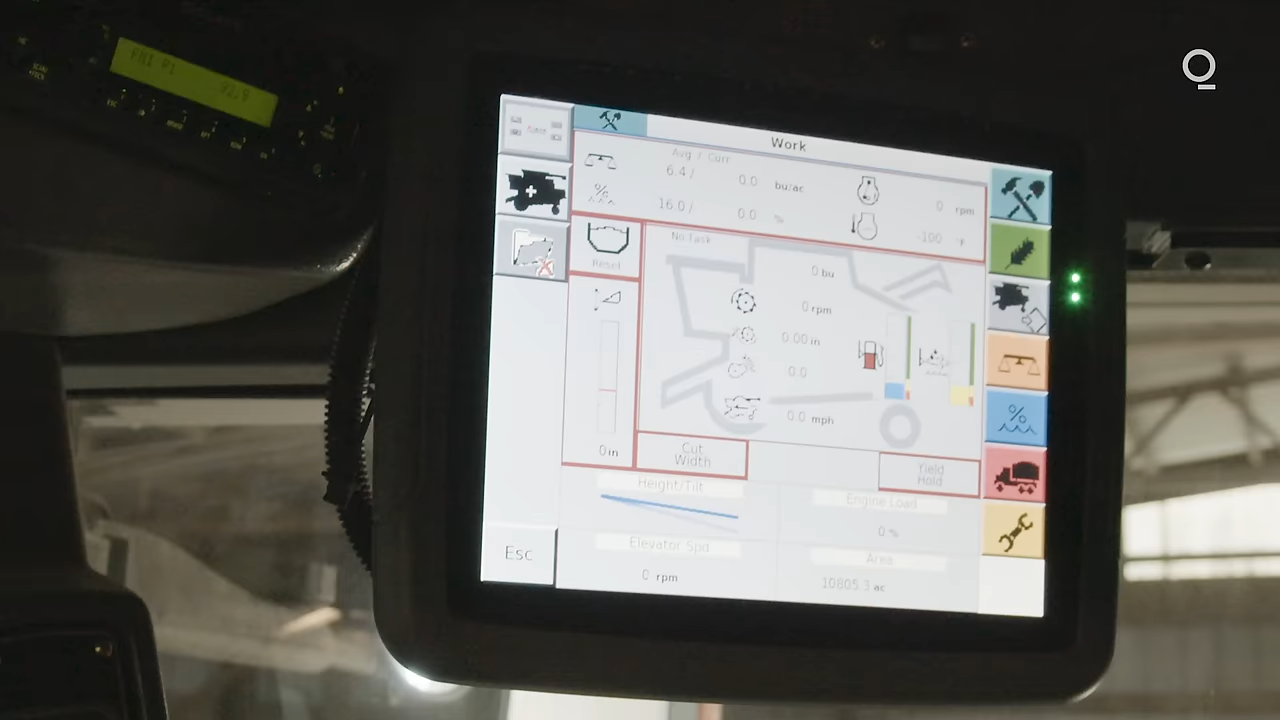 Work
Avg / Curr
6.4 / 0.0 bu/ac
0 rpm
% 16.0 / 0.0 %
-100 °F
No Task
Reset
0 bu
0 rpm
0.00 in
0.0
0.0 mph
0 in
Cut
Width
Yield
Hold
Height/Tilt
Engine Load
0 %
Esc
Elevator Spd
0 rpm
Area
10805.3 ac
%